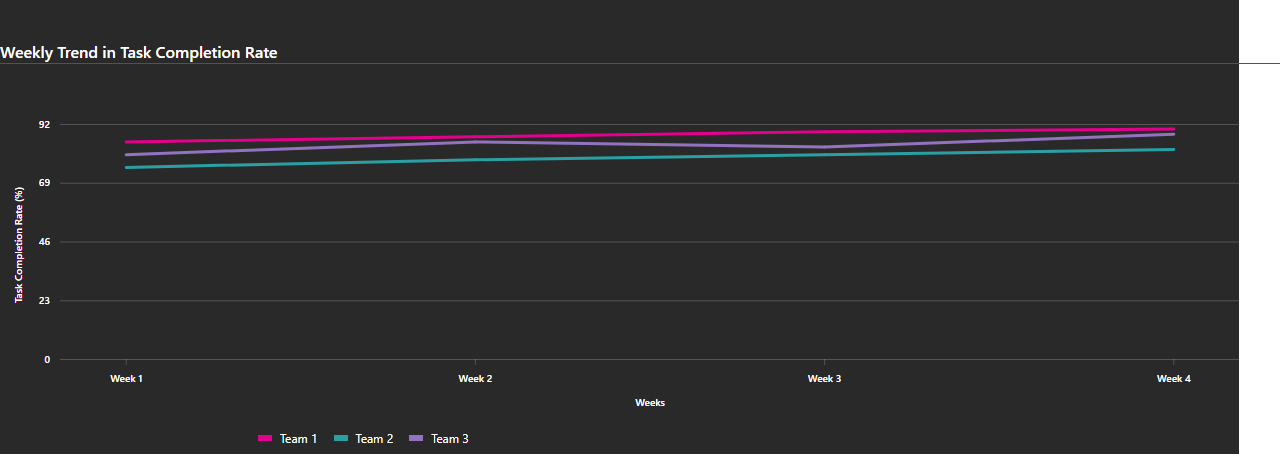 Weekly Trend in Task Completion Rate
Task Completion Rate (%)
92
69
46
23
0
Week 1 Week 2 Week 3 Week 4
Weeks
Team 1 Team 2 Team 3